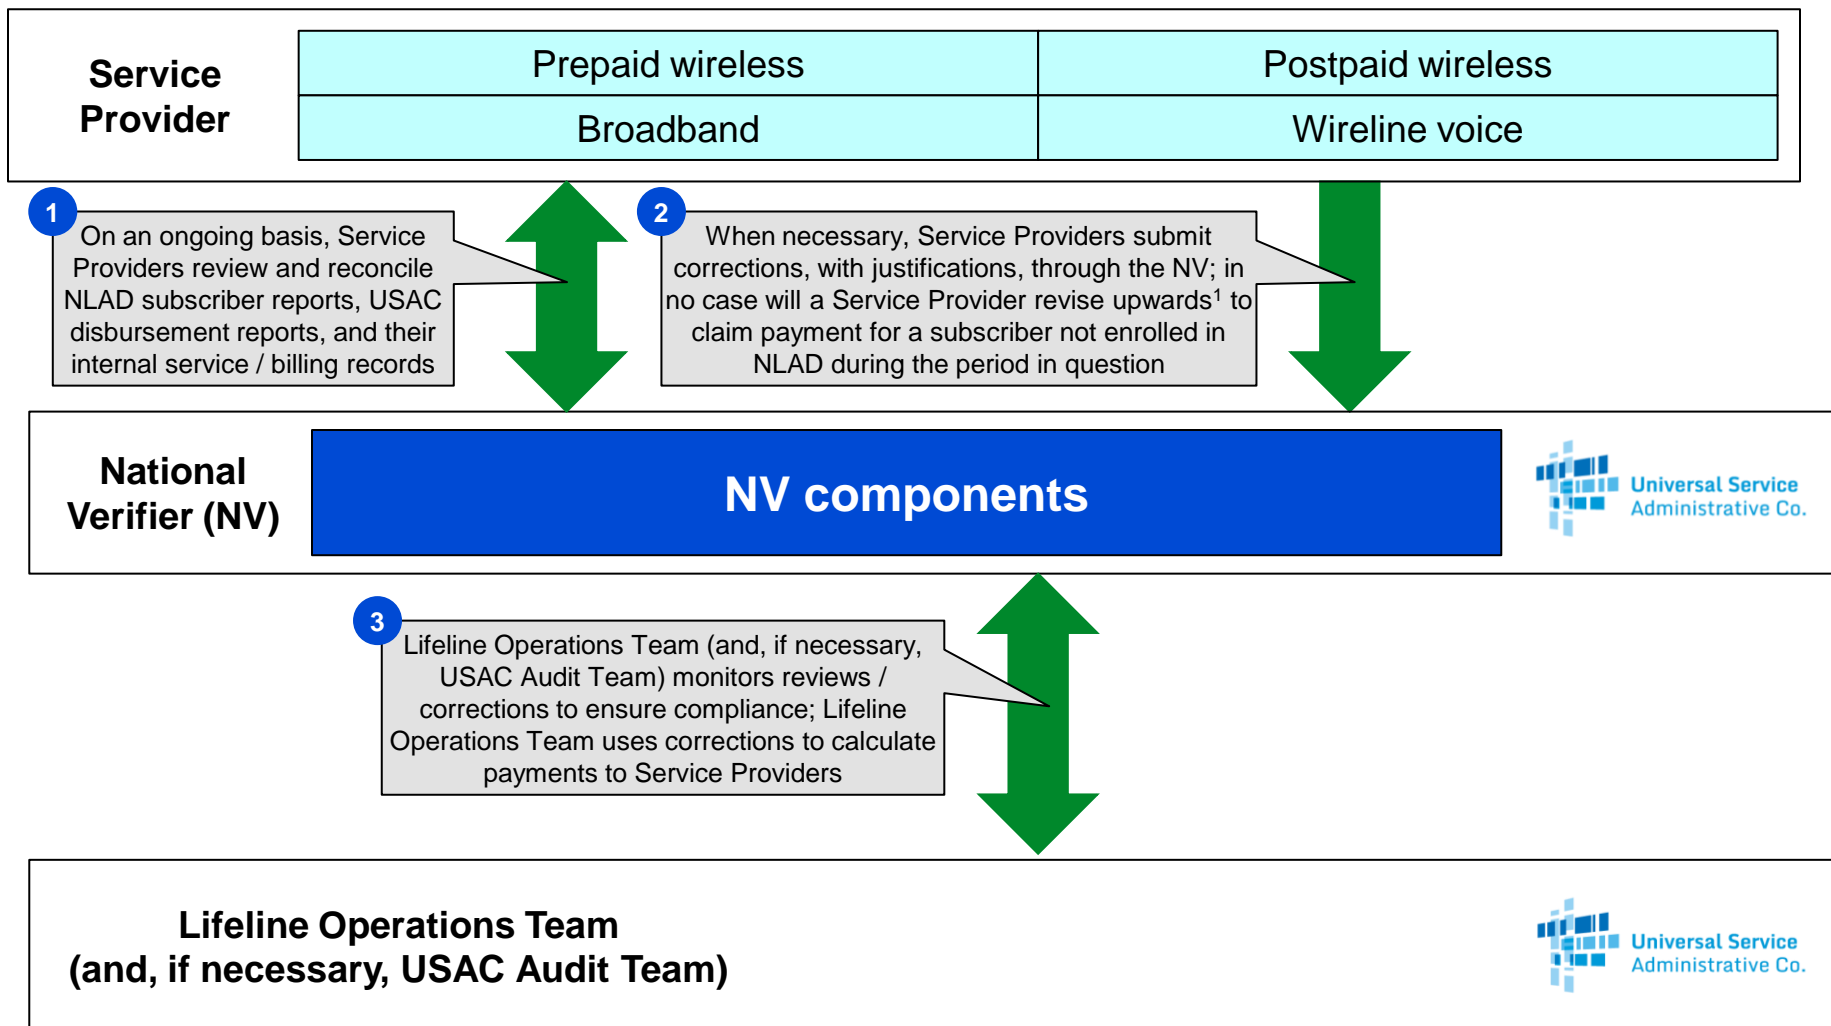 Service
Provider
Prepaid wireless
Postpaid wireless
Broadband
Wireline voice
1
On an ongoing basis, Service
Providers review and reconcile
NLAD subscriber reports, USAC
disbursement reports, and their
internal service / billing records
2
When necessary, Service Providers submit
corrections, with justifications, through the NV; in
no case will a Service Provider revise upwards¹ to
claim payment for a subscriber not enrolled in
NLAD during the period in question
National
Verifier (NV)
NV components
Universal Service
Administrative Co.
3
Lifeline Operations Team (and, if necessary,
USAC Audit Team) monitors reviews /
corrections to ensure compliance; Lifeline
Operations Team uses corrections to calculate
payments to Service Providers
Lifeline Operations Team
(and, if necessary, USAC Audit Team)
Universal Service
Administrative Co.